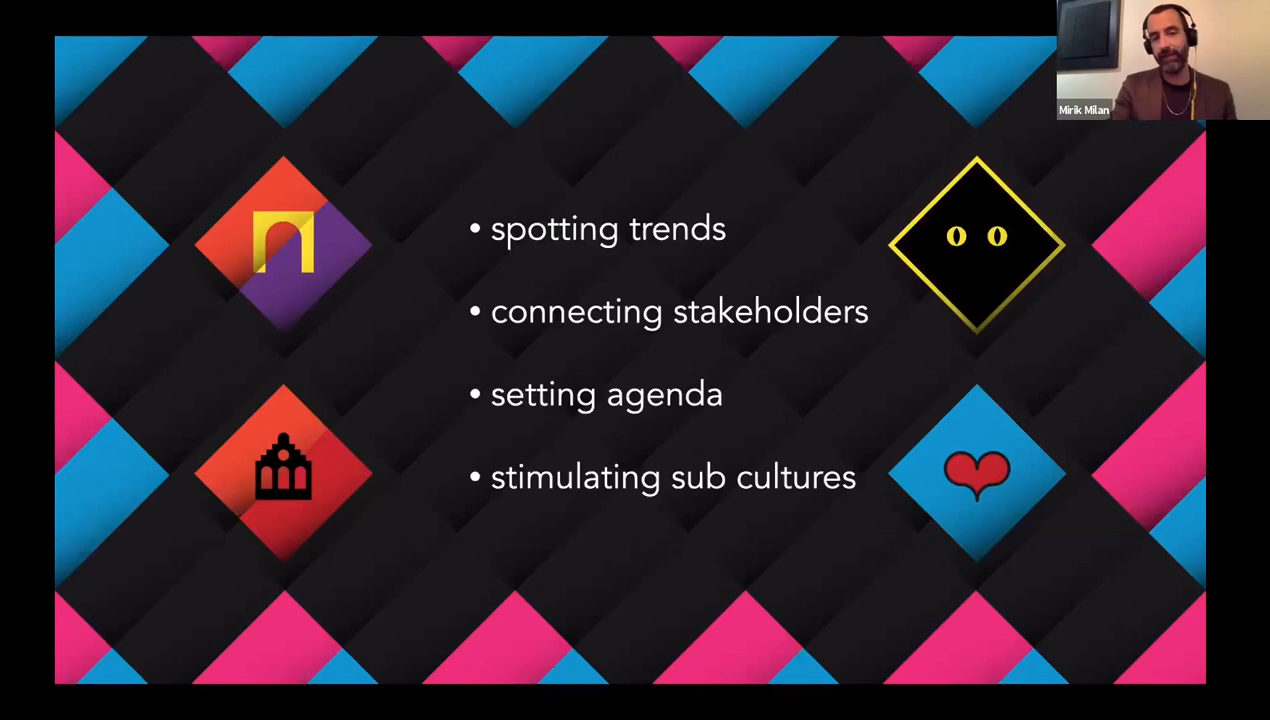 Mirik Milan
• spotting trends
• connecting stakeholders
• setting agenda
• stimulating sub cultures